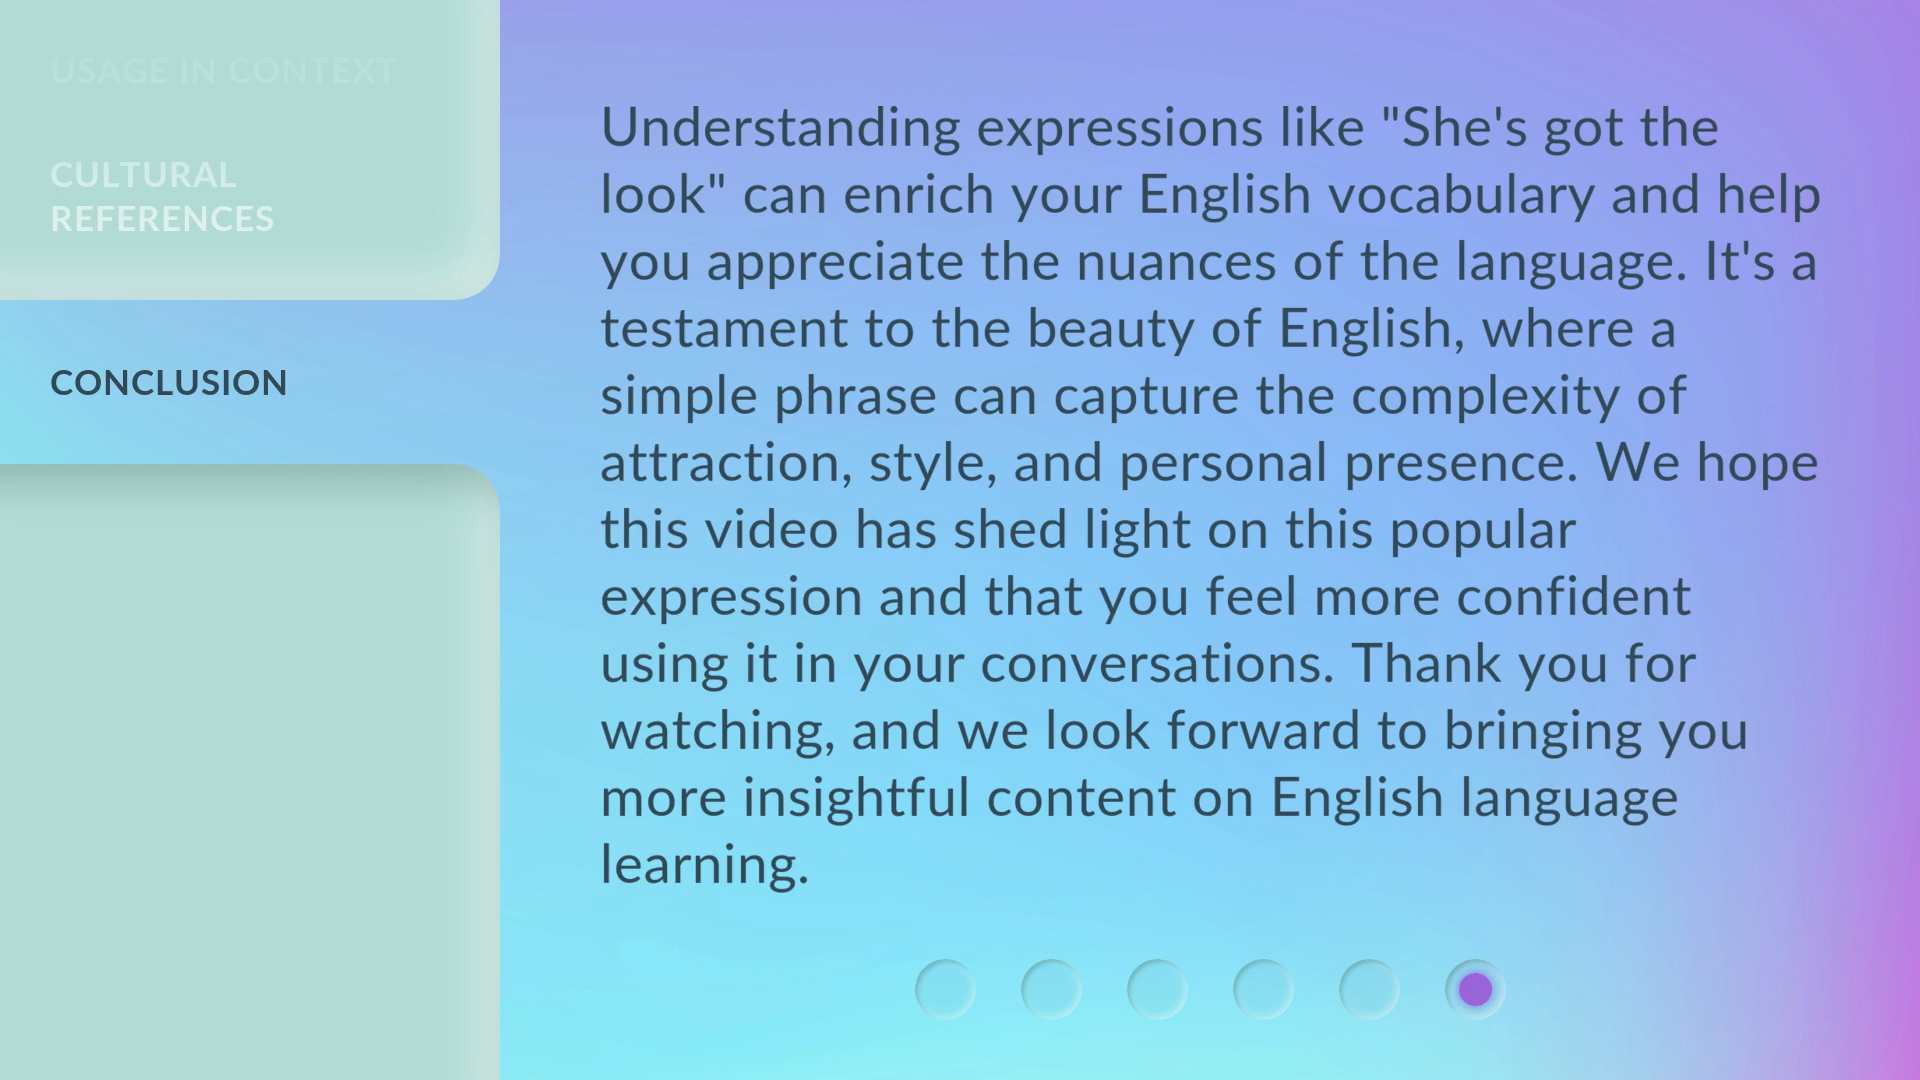 USAGE IN CONTEXT
CULTURAL
REFERENCES
CONCLUSION
Understanding expressions like "She's got the
look" can enrich your English vocabulary and help
you appreciate the nuances of the language. It's a
testament to the beauty of English, where a
simple phrase can capture the complexity of
attraction, style, and personal presence. We hope
this video has shed light on this popular
expression and that you feel more confident
using it in your conversations. Thank you for
watching, and we look forward to bringing you
more insightful content on English language
learning.